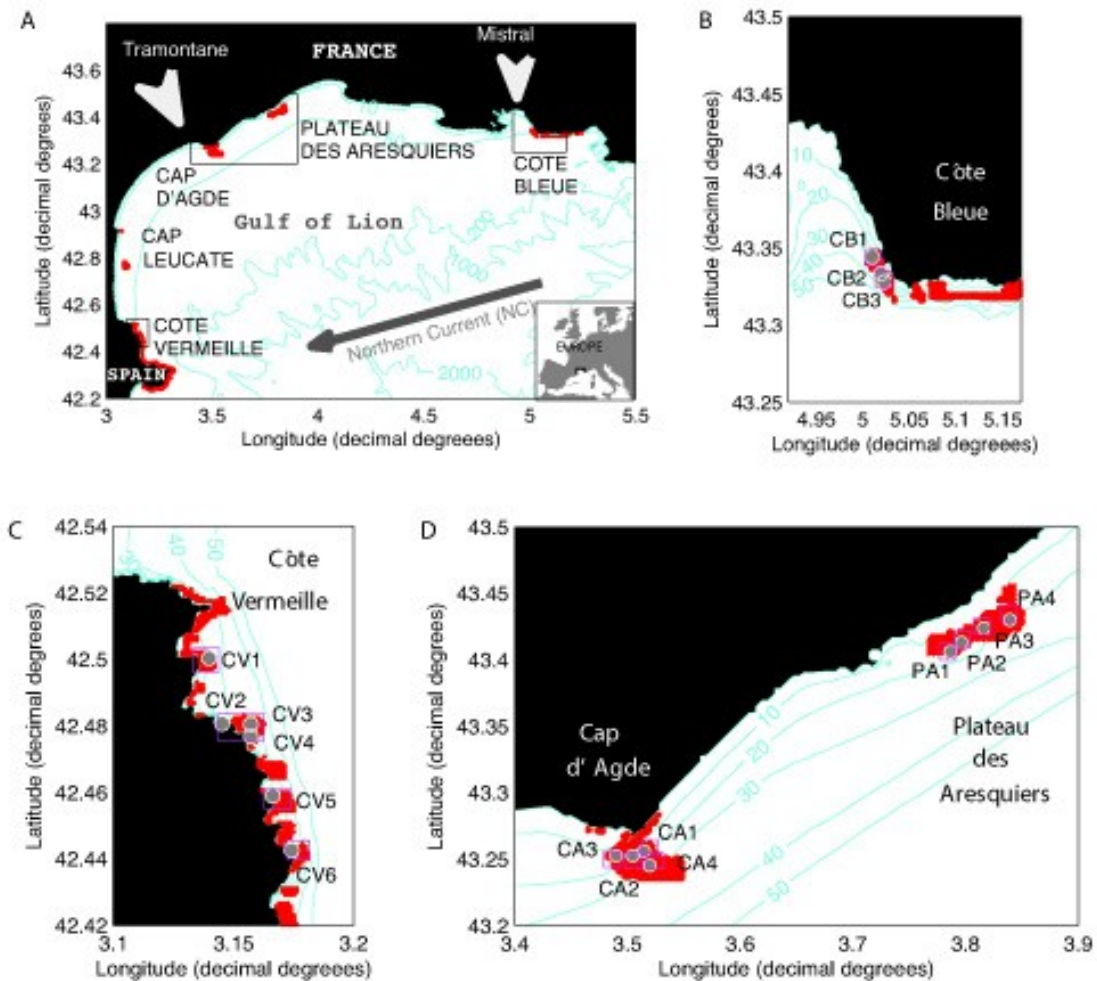 A
FRANCE
Tramontane
Mistral
43.6
43.4
43.2
43
42.8
42.6
42.4
42.2
Latitude (decimal degrees)
PLATEAU
DES ARESQUIERS
COTE
BLEUE
CAP
D'AGDE
Gulf of Lion
CAP
LEUCATE
COTE
VERMEILLE
SPAIN
10
300
1000
2000
Northern Current (NC)
EUROPE
3
3.5
4
4.5
5
5.5
Longitude (decimal degreees)
B
43.5
43.45
43.4
43.35
43.3
43.25
Latitude (decimal degrees)
10
20
30
40
50
Côte
Bleue
CB1
CB2
CB3
4.95
5
5.05
5.1
5.15
Longitude (decimal degreees)
C
42.54
42.52
42.5
42.48
42.46
42.44
42.42
Latitude (decimal degrees)
40
50
Côte
Vermeille
CV1
CV2
CV3
CV4
CV5
CV6
3.1
3.15
3.2
Longitude (decimal degreees)
D
43.5
43.45
43.4
43.35
43.3
43.25
43.2
Latitude (decimal degrees)
PA4
PA3
PA2
PA1
10
20
30
40
50
Cap
d' Agde
Plateau
des
Aresquiers
CA1
CA3
CA4
CA2
3.4
3.5
3.6
3.7
3.8
3.9
Longitude (decimal degreees)